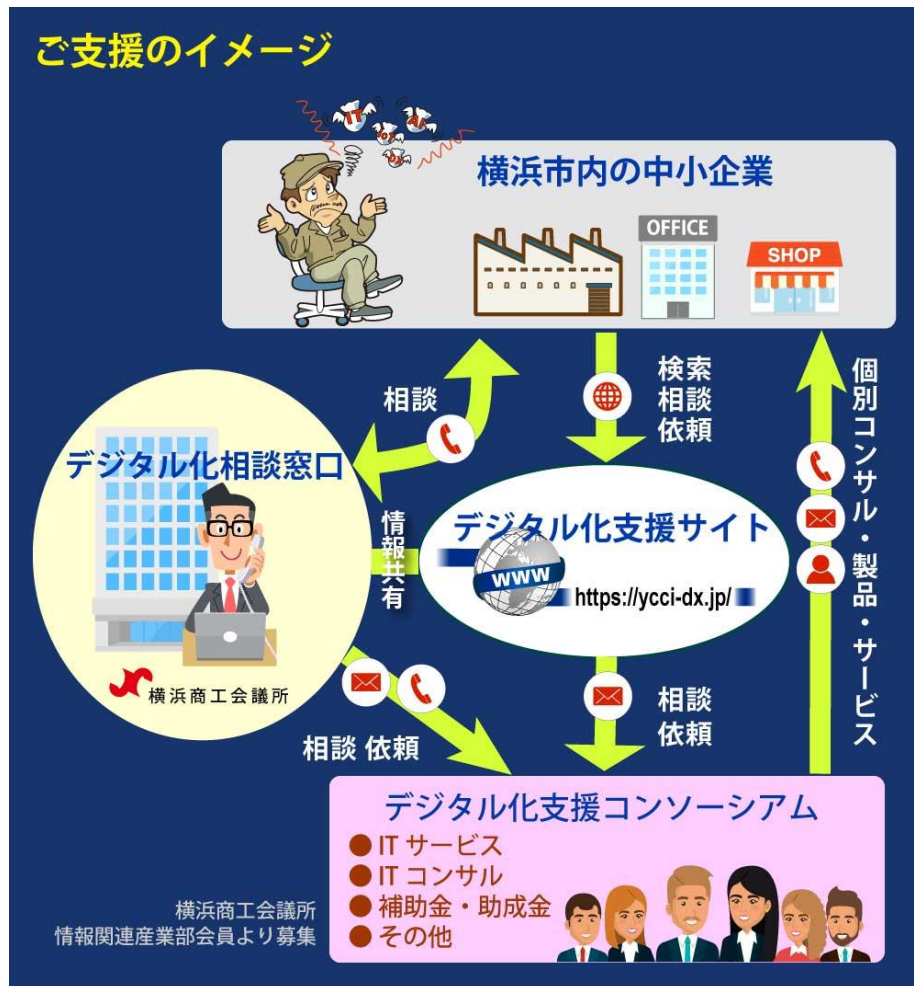 ご支援のイメージ
IT
IoT
AI
DX
横浜市内の中小企業
OFFICE
SHOP
相談
検索
相談
依頼
個別コンサル・製品・サービス
デジタル化相談窓口
情報共有
デジタル化支援サイト
WWW
https://ycci-dx.jp/
横浜商工会議所
相談 依頼
相談
依頼
デジタル化支援コンソーシアム
● IT サービス
● IT コンサル
● 補助金・助成金
● その他
横浜商工会議所
情報関連産業部会員より募集